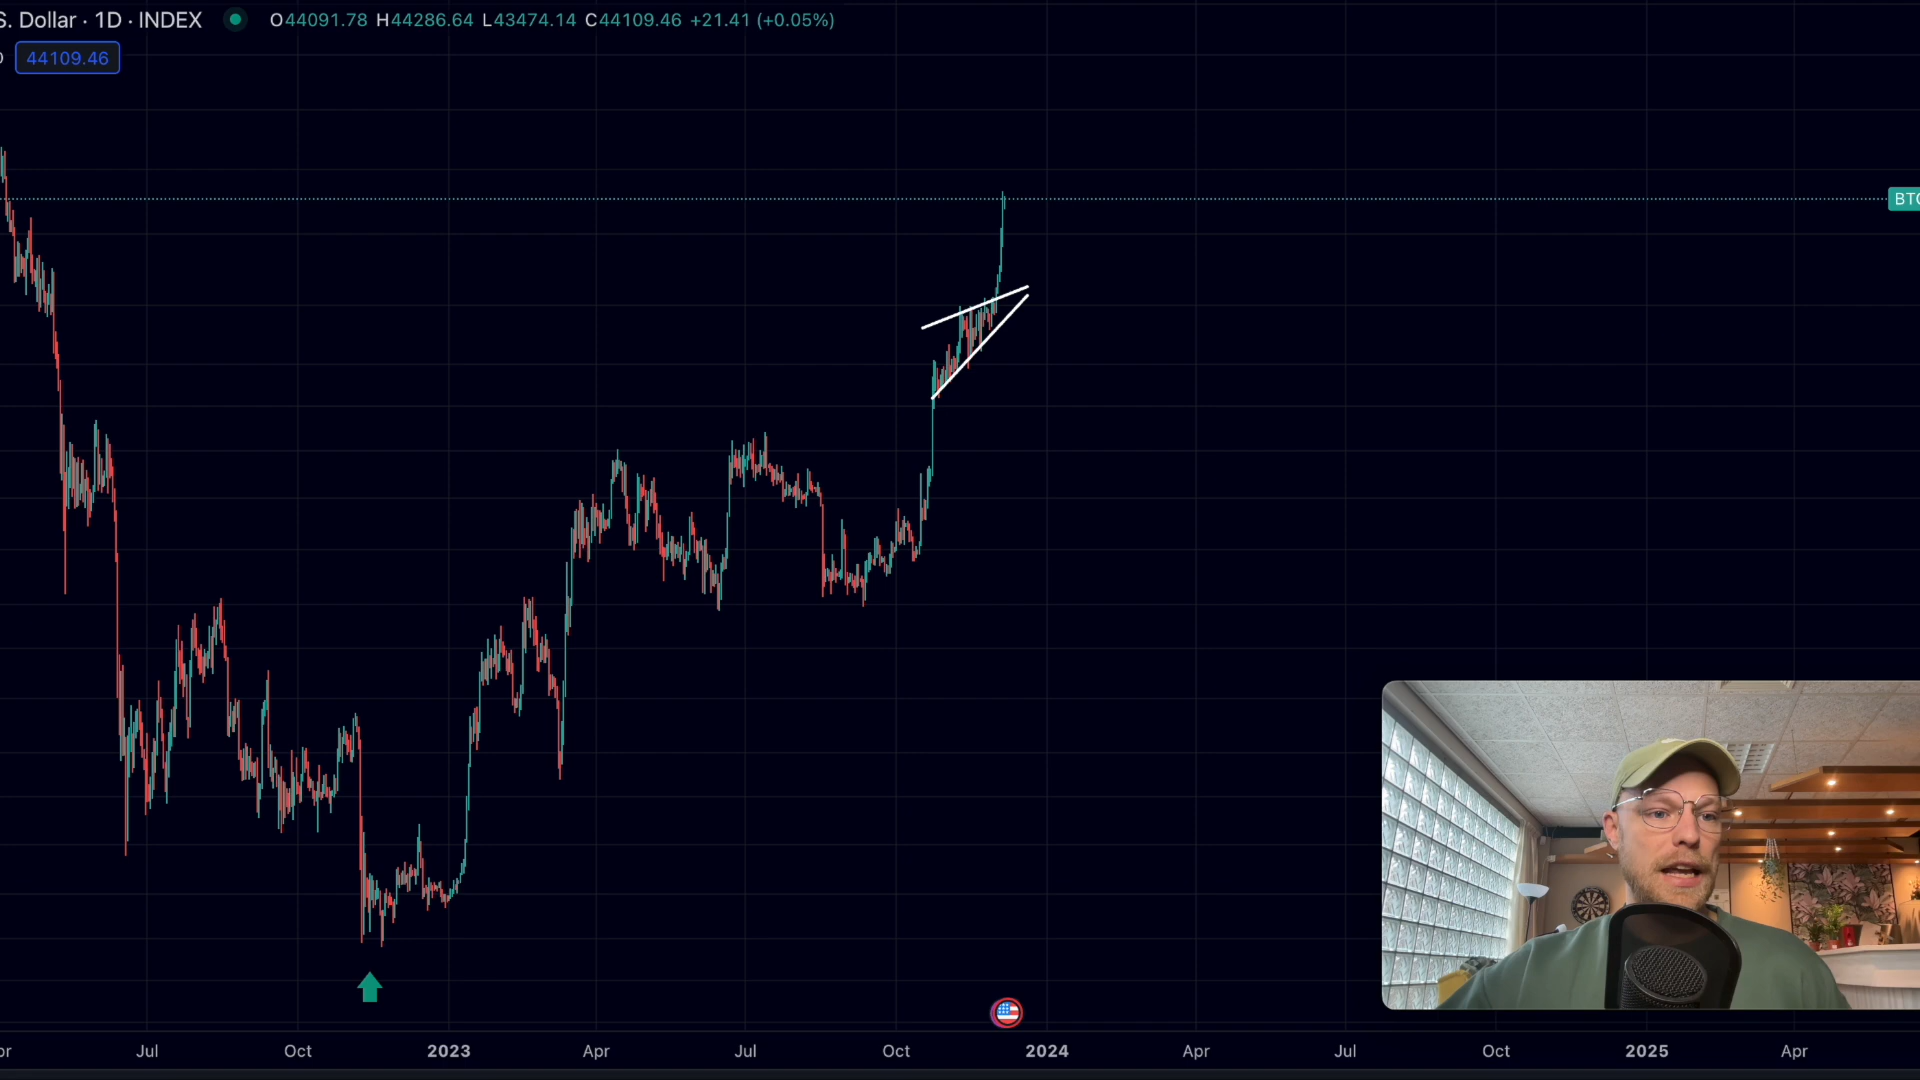 S. Dollar · 1D · INDEX O44091.78 H44286.64 L43474.14 C44109.46 +21.41 (+0.05%)
44109.46
BTC
Jul Oct 2023 Apr Jul Oct 2024 Apr Jul Oct 2025 Apr